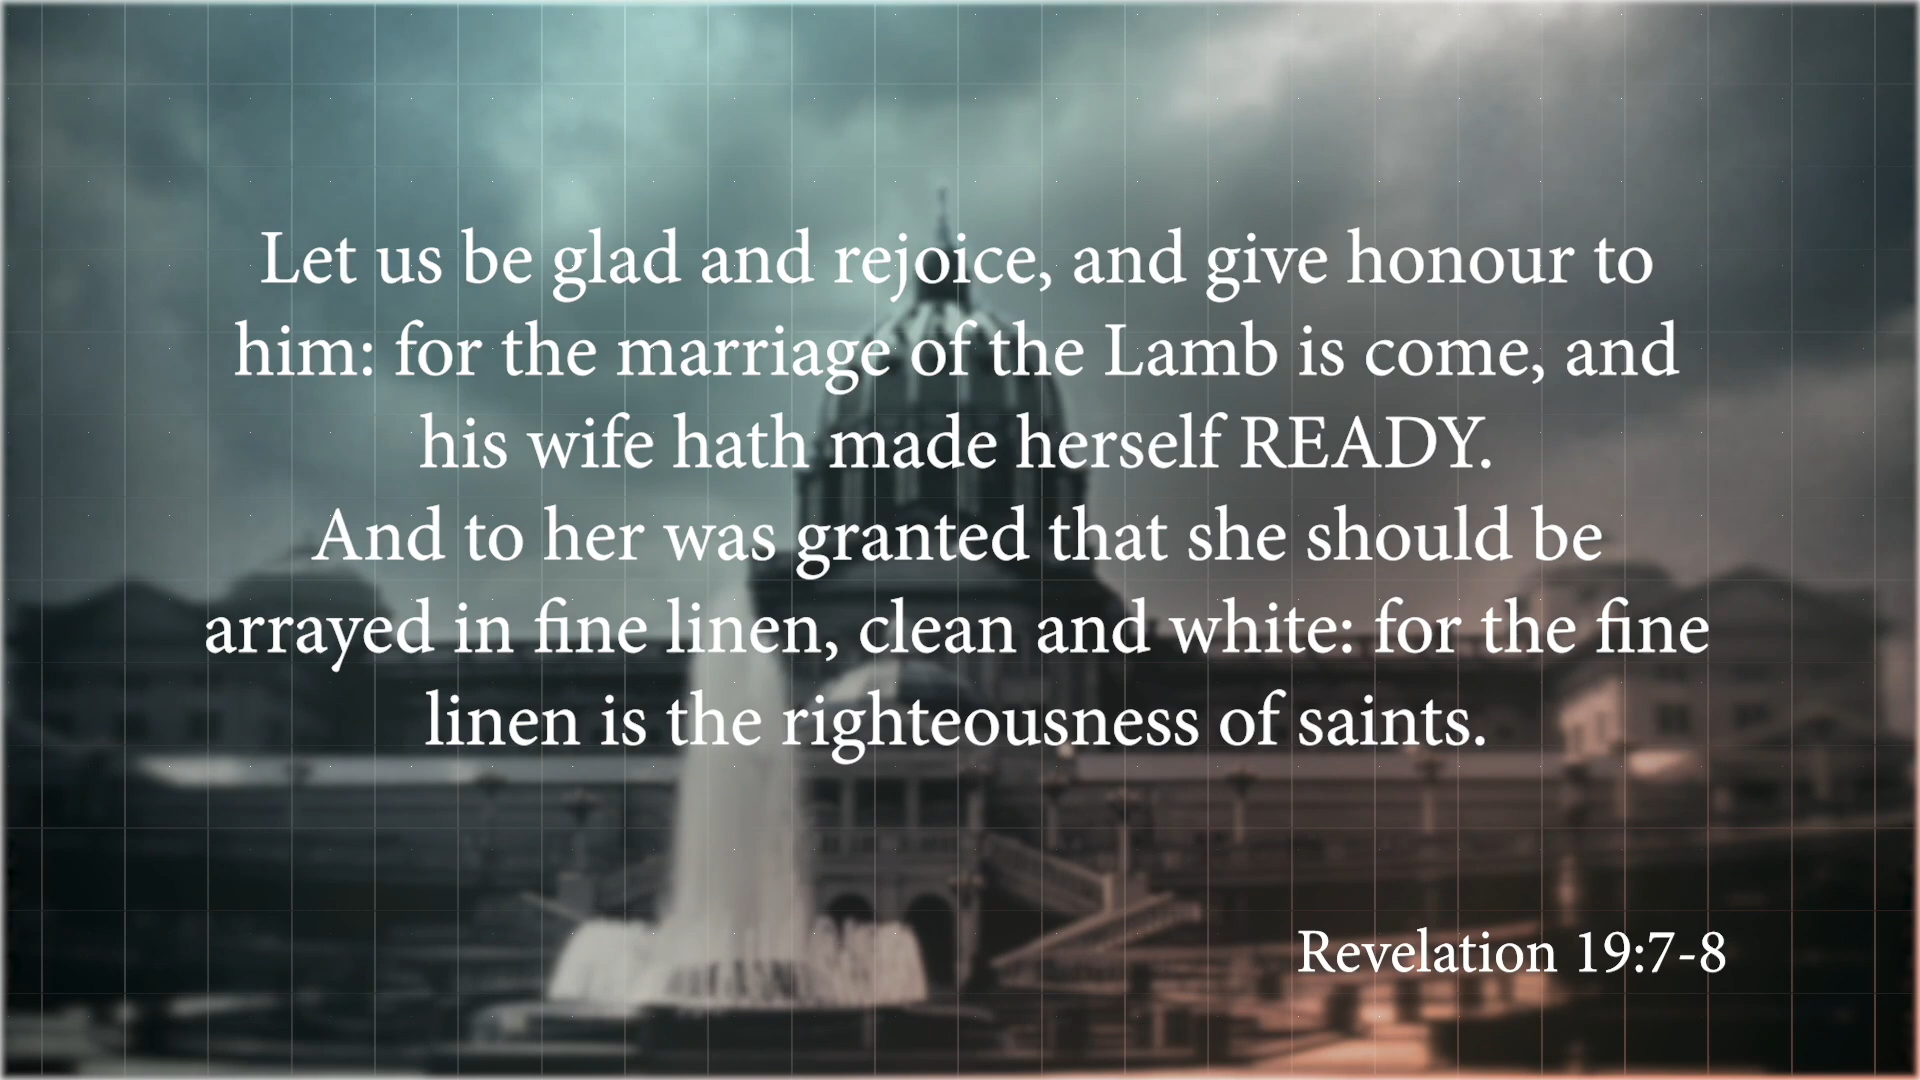 Let us be glad and rejoice, and give honour to
him: for the marriage of the Lamb is come, and
his wife hath made herself READY.
And to her was granted that she should be
arrayed in fine linen, clean and white: for the fine
linen is the righteousness of saints.
Revelation 19:7-8